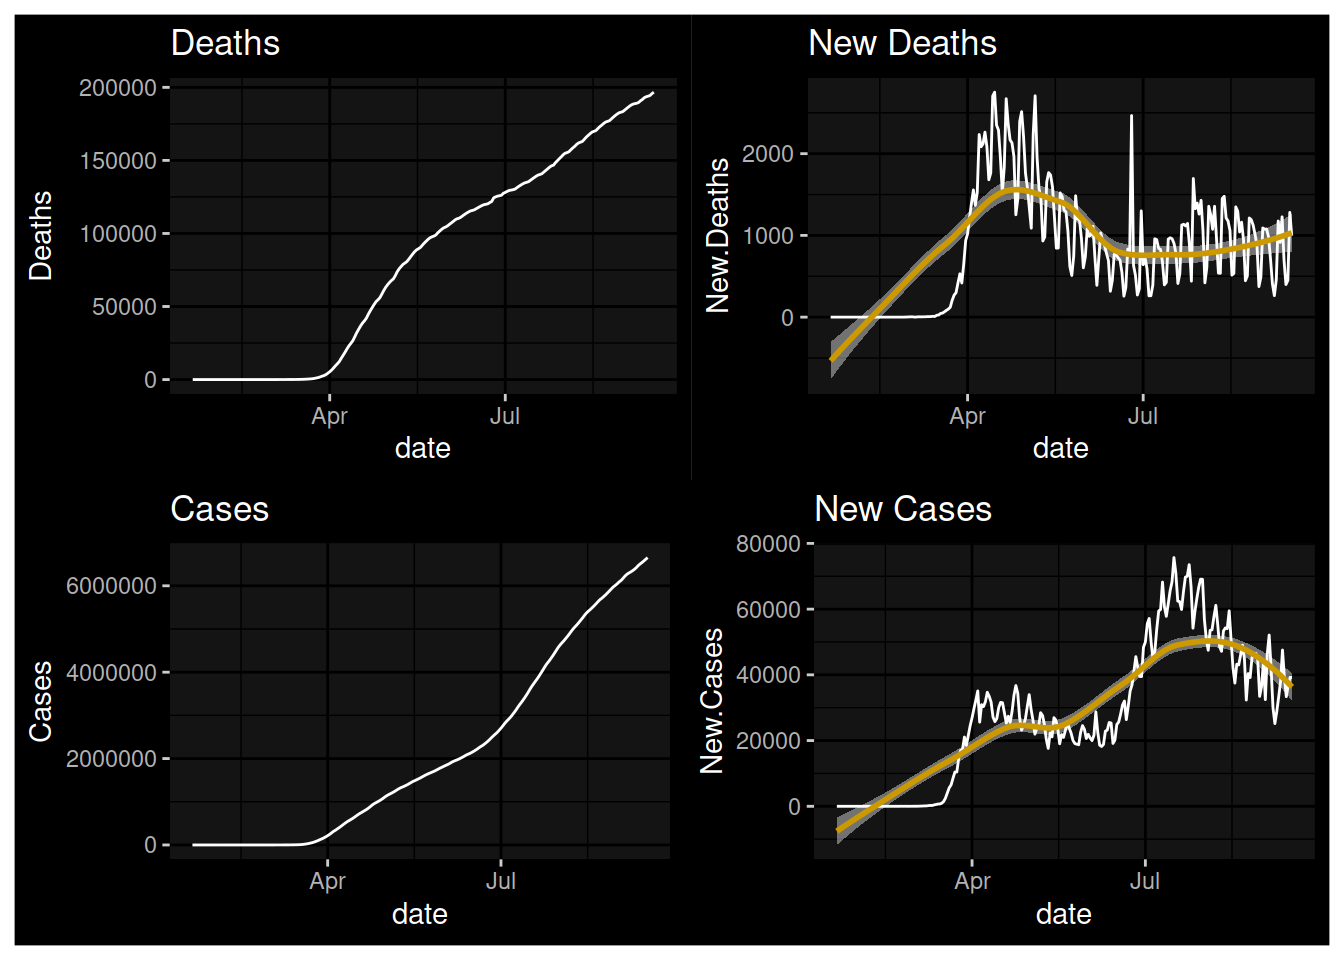 Deaths
200000
150000
100000
50000
0
Deaths
Apr
Jul
date
New Deaths
2000
1000
0
New.Deaths
Apr
Jul
date
Cases
6000000
4000000
2000000
0
Cases
Apr
Jul
date
New Cases
80000
60000
40000
20000
0
New.Cases
Apr
Jul
date